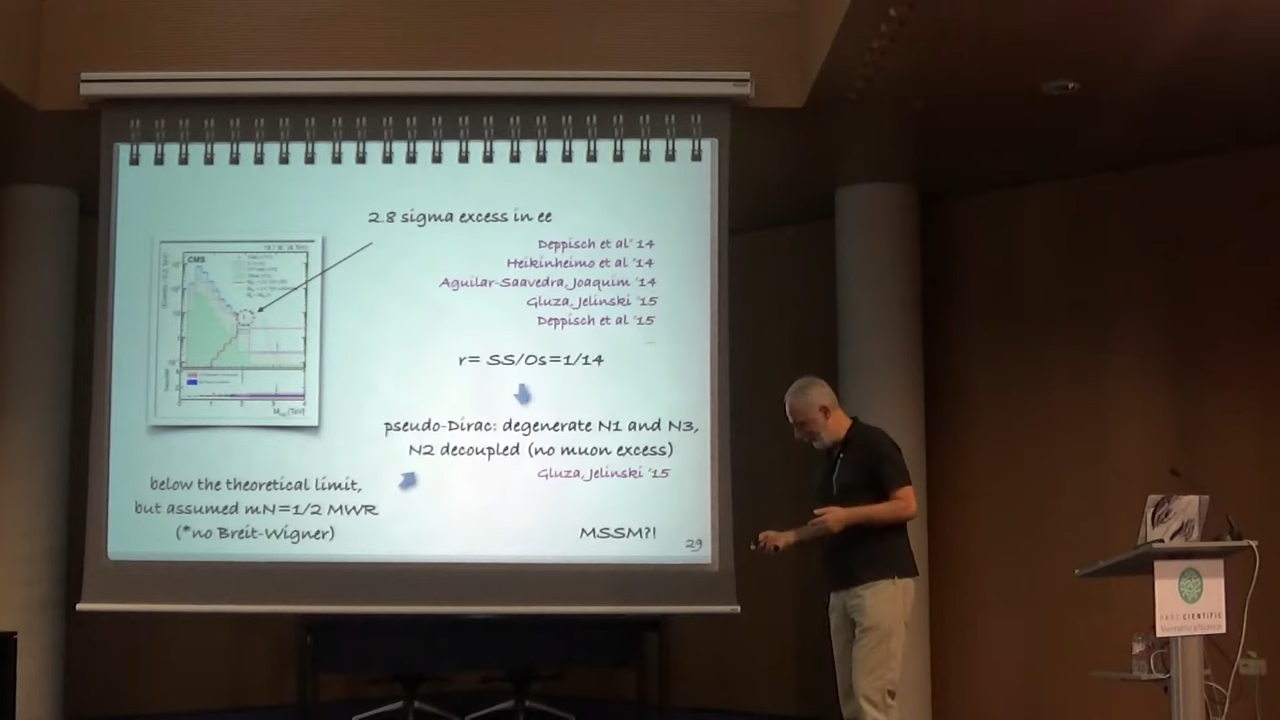 2.8 sigma excess in ee
Deppisch et al' 14
Heikinheimo et al '14
Aguilar-Saavedra, Joaquim '14
Gluza, Jelinski '15
Deppisch et al '15
CMS
r= SS/Os=1/14
pseudo-Dirac: degenerate N1 and N3,
N2 decoupled (no muon excess)
Gluza, Jelinski '15
below the theoretical limit,
but assumed mN=1/2 MWR
(*no Breit-Wigner)
MSSM?!
29
PARC CIENTIFIC